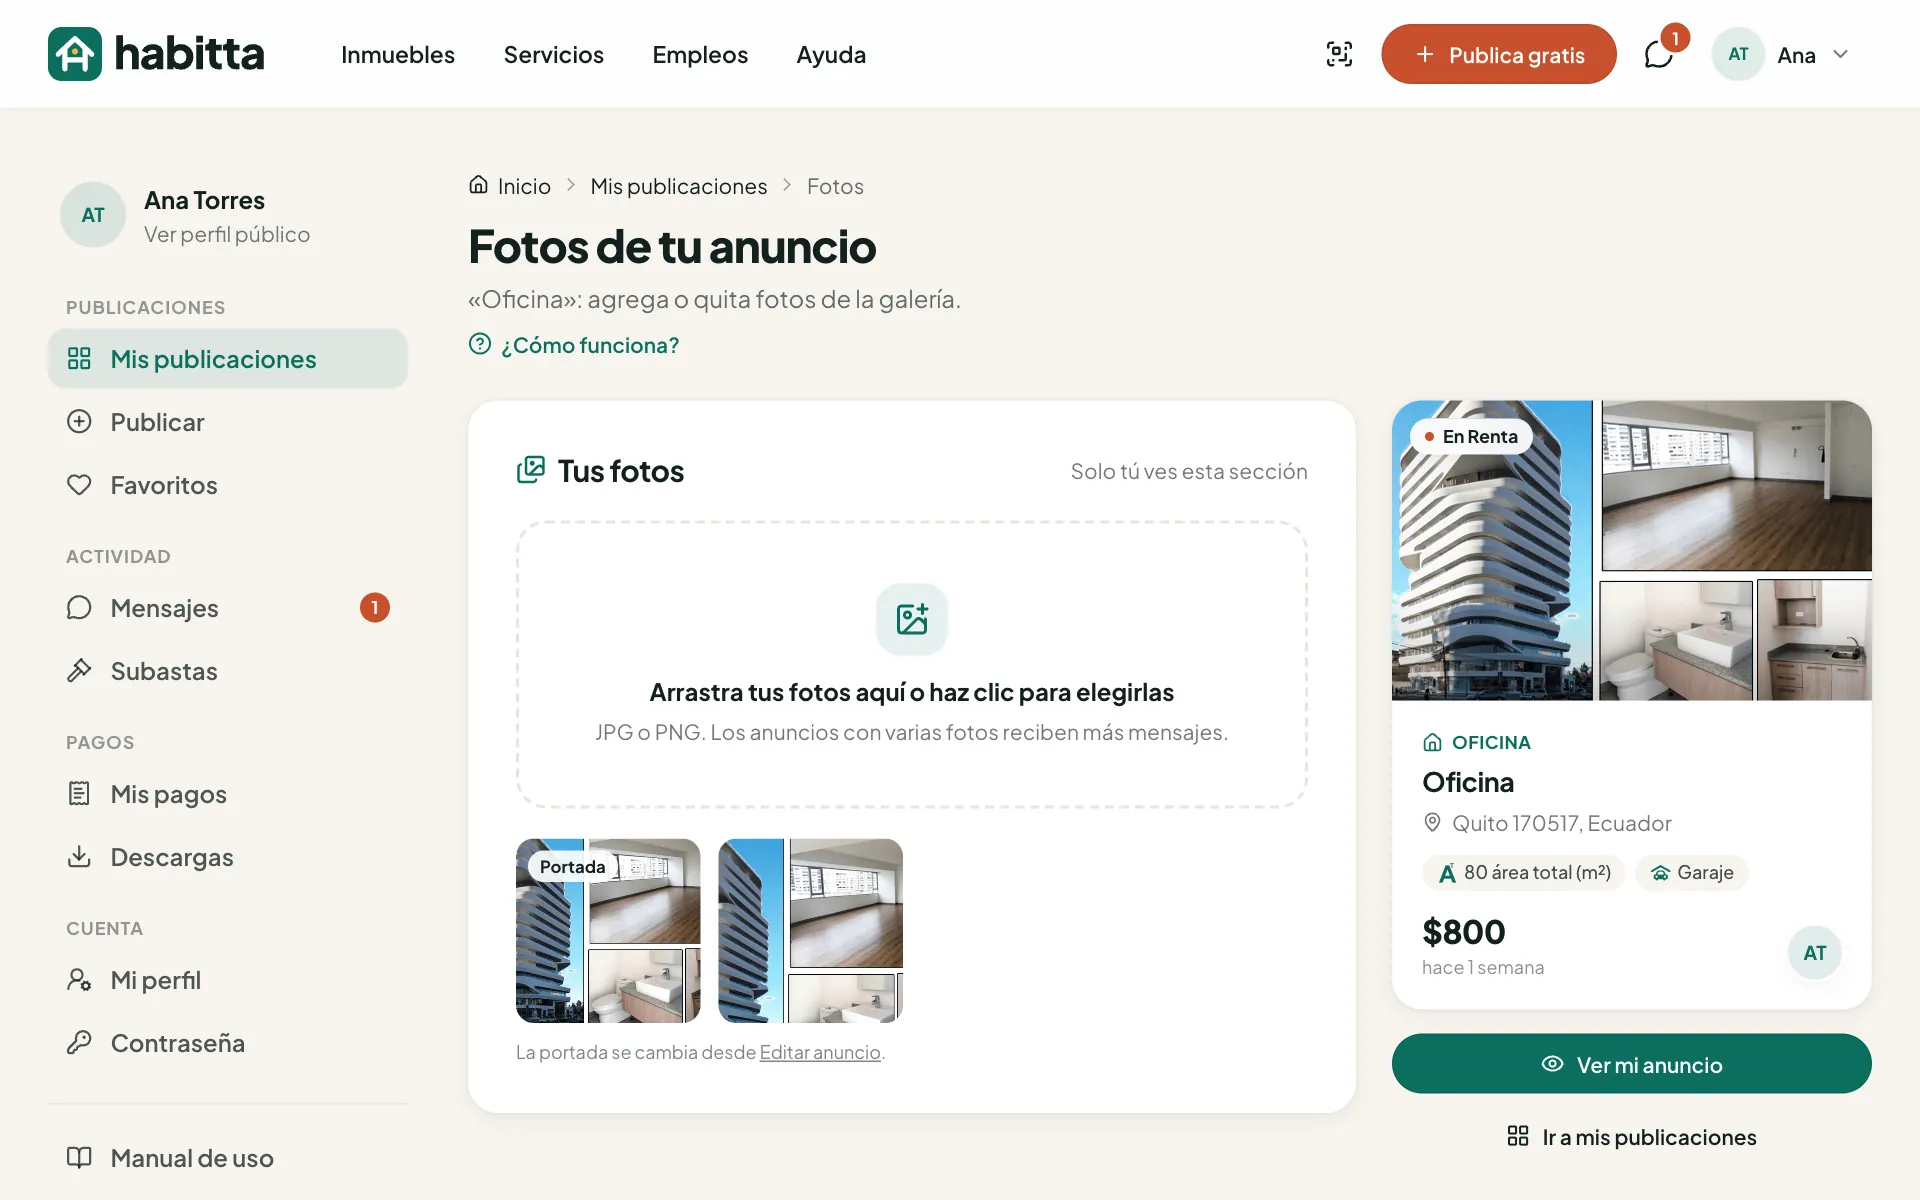 habitta
Inmuebles
Servicios
Empleos
Ayuda
Publica gratis
1
AT
Ana
AT
Ana Torres
Ver perfil público
PUBLICACIONES
Mis publicaciones
Publicar
Favoritos
ACTIVIDAD
Mensajes
1
Subastas
PAGOS
Mis pagos
Descargas
CUENTA
Mi perfil
Contraseña
Manual de uso
Inicio > Mis publicaciones > Fotos
Fotos de tu anuncio
«Oficina»: agrega o quita fotos de la galería.
¿Cómo funciona?
Tus fotos
Solo tú ves esta sección
Arrastra tus fotos aquí o haz clic para elegirlas
JPG o PNG. Los anuncios con varias fotos reciben más mensajes.
Portada
La portada se cambia desde Editar anuncio.
En Renta
OFICINA
Oficina
Quito 170517, Ecuador
80 área total (m²)
Garaje
$800
hace 1 semana
AT
Ver mi anuncio
Ir a mis publicaciones